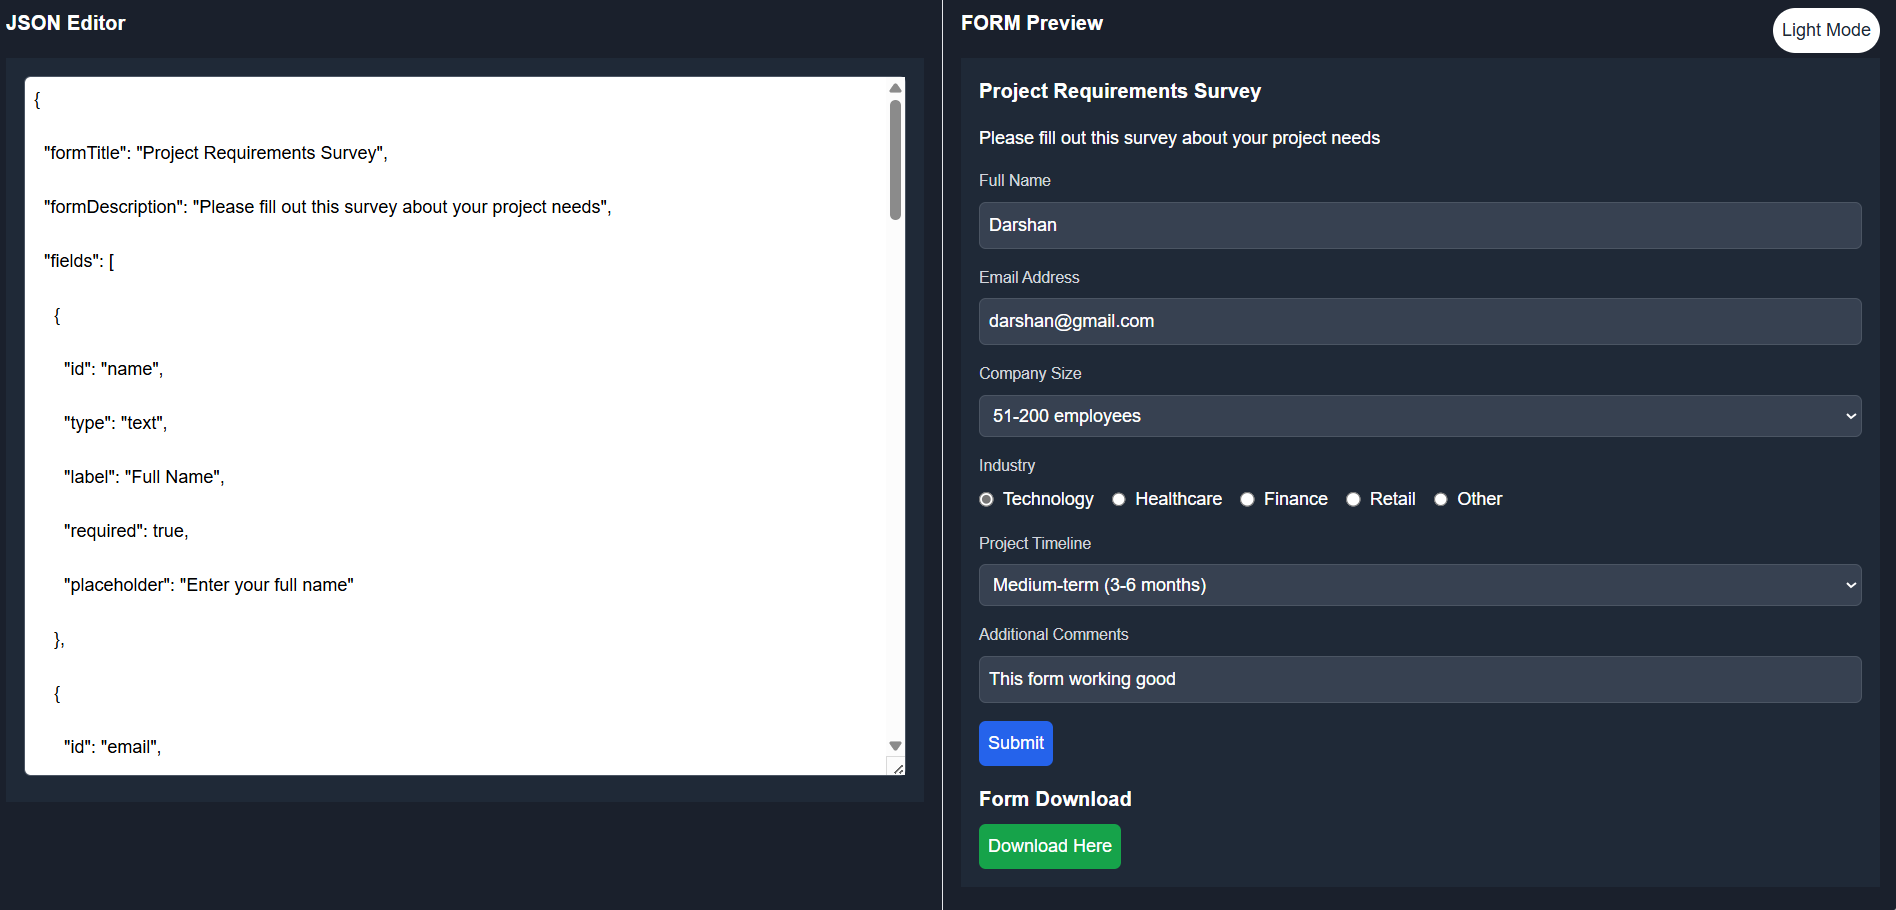 JSON Editor
{
"formTitle": "Project Requirements Survey",
"formDescription": "Please fill out this survey about your project needs",
"fields": [
{
"id": "name",
"type": "text",
"label": "Full Name",
"required": true,
"placeholder": "Enter your full name"
},
{
"id": "email",
FORM Preview
Light Mode
Project Requirements Survey
Please fill out this survey about your project needs
Full Name
Darshan
Email Address
darshan@gmail.com
Company Size
51-200 employees
Industry
Technology Healthcare Finance Retail Other
Project Timeline
Medium-term (3-6 months)
Additional Comments
This form working good
Submit
Form Download
Download Here